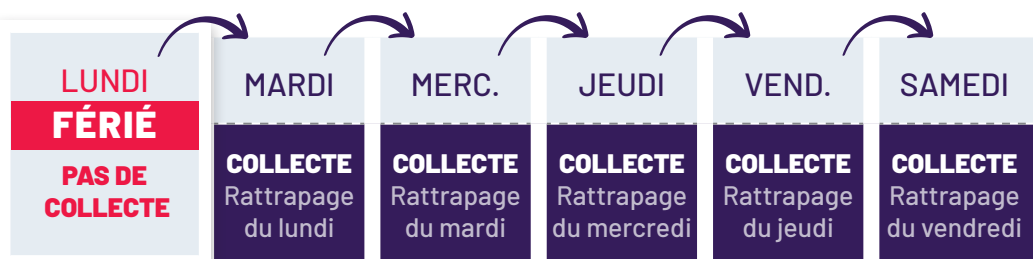 LUNDI
FÉRIÉ
PAS DE
COLLECTE
MARDI
COLLECTE
Rattrapage
du lundi
MERC.
COLLECTE
Rattrapage
du mardi
JEUDI
COLLECTE
Rattrapage
du mercredi
VEND.
COLLECTE
Rattrapage
du jeudi
SAMEDI
COLLECTE
Rattrapage
du vendredi